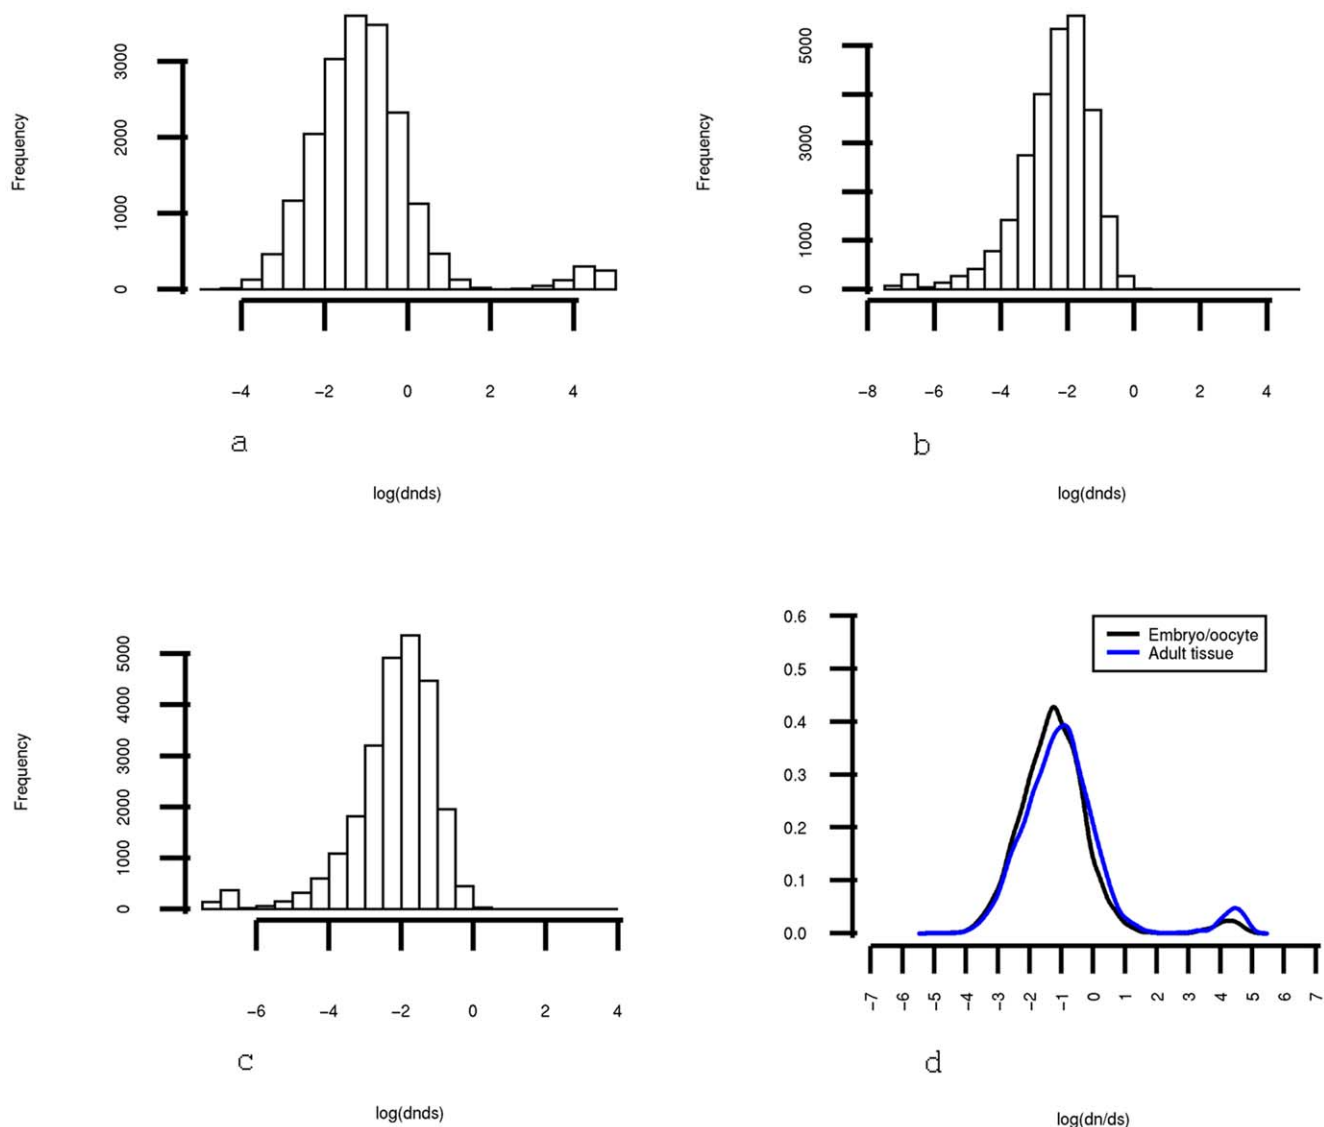 Frequency
3000
2000
1000
0
−4 −2 0 2 4
a
log(dnds)
Frequency
5000
3000
1000
0
−8 −6 −4 −2 0 2 4
b
log(dnds)
Frequency
5000
4000
3000
2000
1000
0
−6 −4 −2 0 2 4
c
log(dnds)
0.6
0.5
0.4
0.3
0.2
0.1
0.0
Embryo/oocyte
Adult tissue
−7 −6 −5 −4 −3 −2 −1 0 1 2 3 4 5 6 7
d
log(dn/ds)